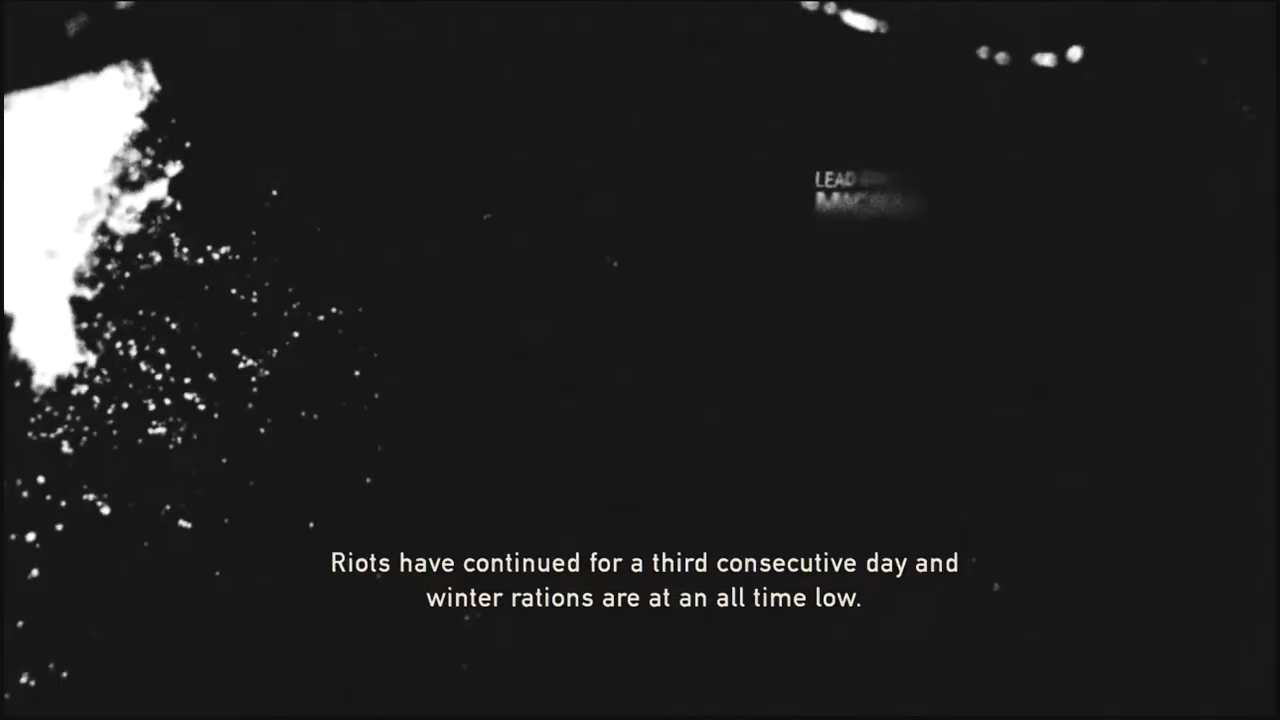 LEAD
Riots have continued for a third consecutive day and
winter rations are at an all time low.